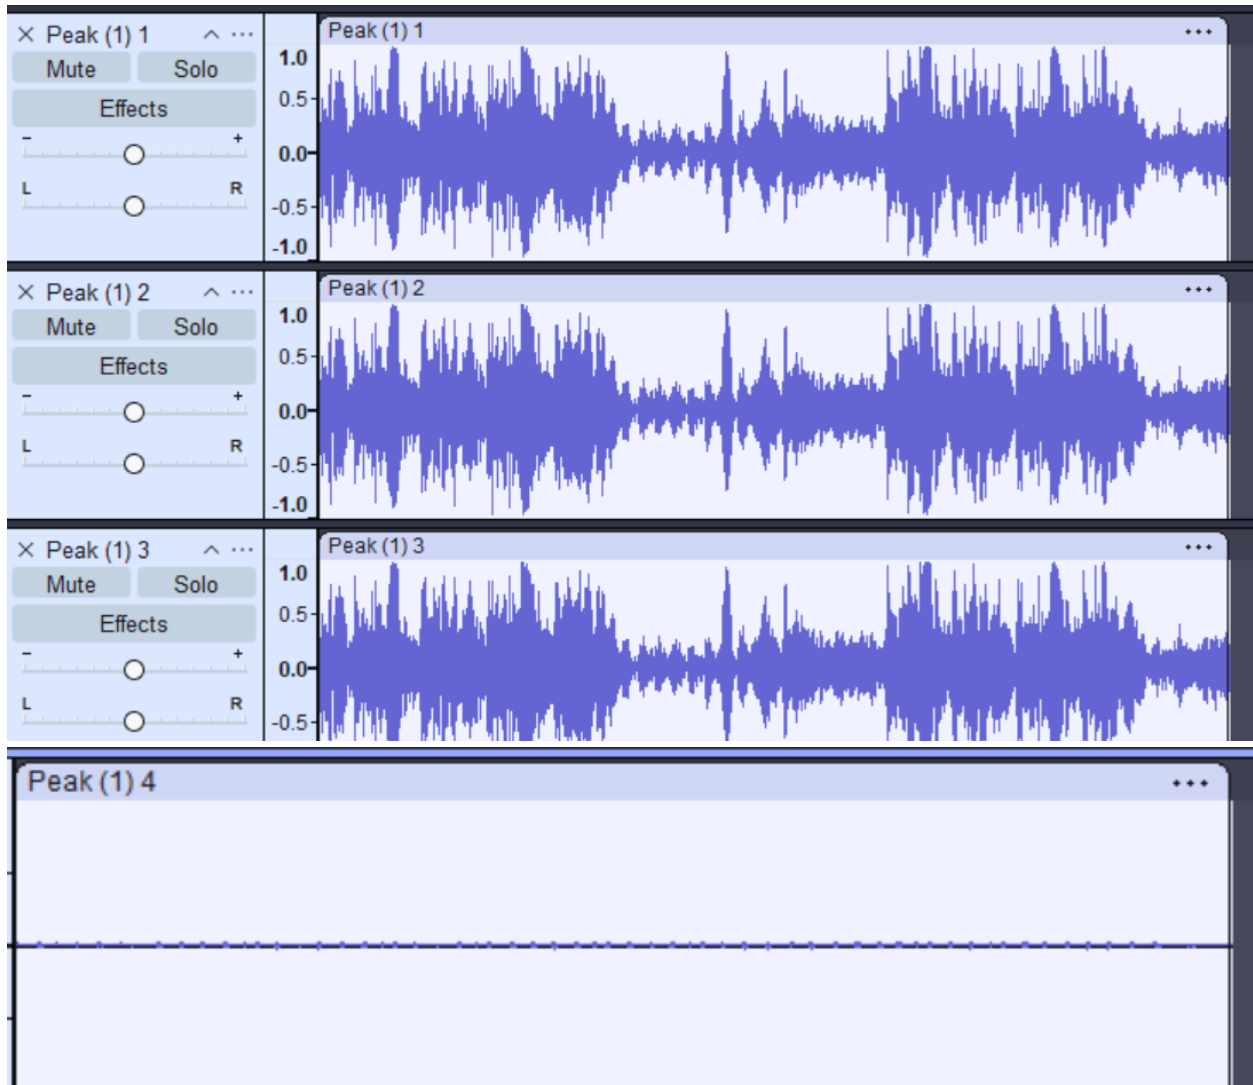 Peak (1) 1
Mute Solo
Effects
- +
L R
1.0
0.5
0.0
-0.5
-1.0
Peak (1) 1
Peak (1) 2
Mute Solo
Effects
- +
L R
1.0
0.5
0.0
-0.5
-1.0
Peak (1) 2
Peak (1) 3
Mute Solo
Effects
- +
L R
1.0
0.5
0.0
-0.5
Peak (1) 3
Peak (1) 4